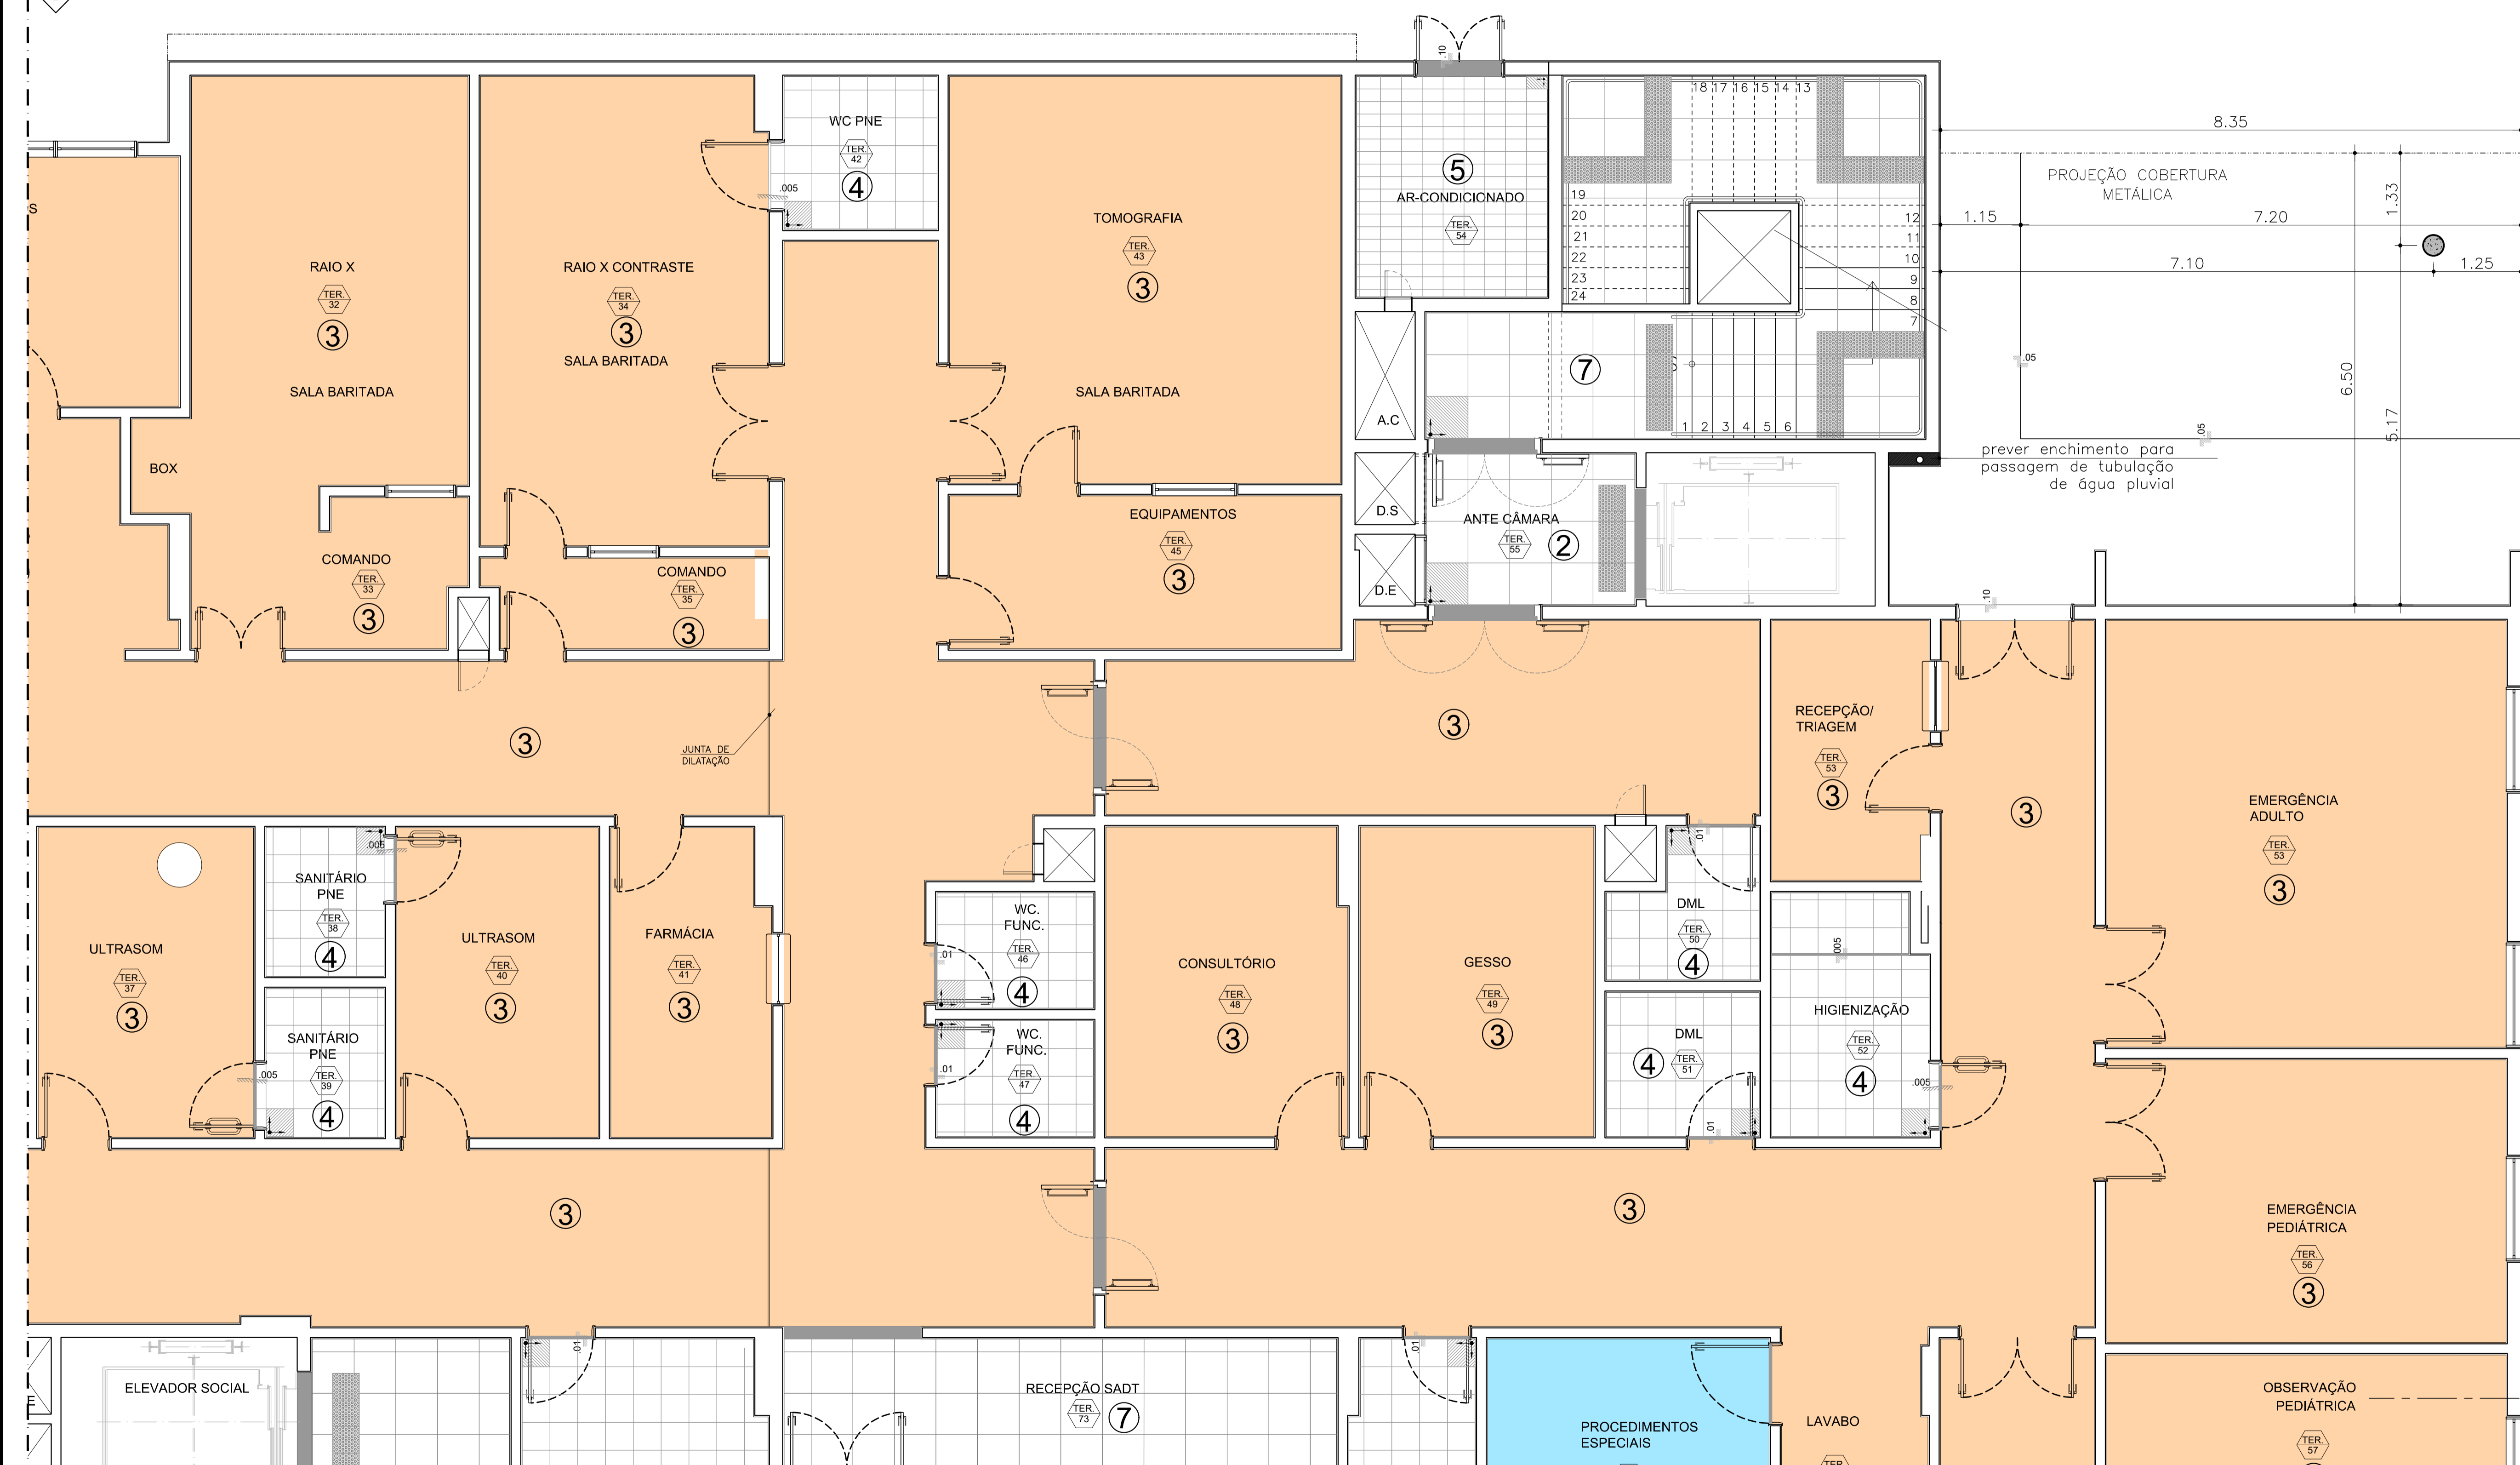 WC PNE
TER.
42
4
.005
.10
5
AR-CONDICIONADO
TER.
54
18 17 16 15 14 13
19
20
21
22
23
24
12
11
10
9
8
7
1 2 3 4 5 6
7
8.35
PROJEÇÃO COBERTURA
METÁLICA
1.15
7.20
7.10
1.25
1.33
6.50
5.17
.05
.05
prever enchimento para
passagem de tubulação
de água pluvial
.10
S
RAIO X
TER.
32
3
SALA BARITADA
BOX
COMANDO
TER.
33
3
RAIO X CONTRASTE
TER.
34
3
SALA BARITADA
COMANDO
TER.
35
3
TOMOGRAFIA
TER.
43
3
SALA BARITADA
EQUIPAMENTOS
TER.
45
3
A.C
D.S
D.E
ANTE CÂMARA
TER.
55
2
3
JUNTA DE
DILATAÇÃO
3
RECEPÇÃO/
TRIAGEM
TER.
53
3
3
EMERGÊNCIA
ADULTO
TER.
53
3
ULTRASOM
TER.
37
3
.005
SANITÁRIO
PNE
TER.
38
4
SANITÁRIO
PNE
TER.
39
4
.005
ULTRASOM
TER.
40
3
FARMÁCIA
TER.
41
3
WC.
FUNC.
TER.
46
4
.01
WC.
FUNC.
TER.
47
4
.01
CONSULTÓRIO
TER.
48
3
GESSO
TER.
49
3
.01
DML
TER.
50
4
DML
TER.
51
4
.01
.005
HIGIENIZAÇÃO
TER.
52
4
.005
3
3
EMERGÊNCIA
PEDIÁTRICA
TER.
56
3
E
ELEVADOR SOCIAL
.01
RECEPÇÃO SADT
TER.
73
7
.01
PROCEDIMENTOS
ESPECIAIS
LAVABO
TER.
OBSERVAÇÃO
PEDIÁTRICA
TER.
57